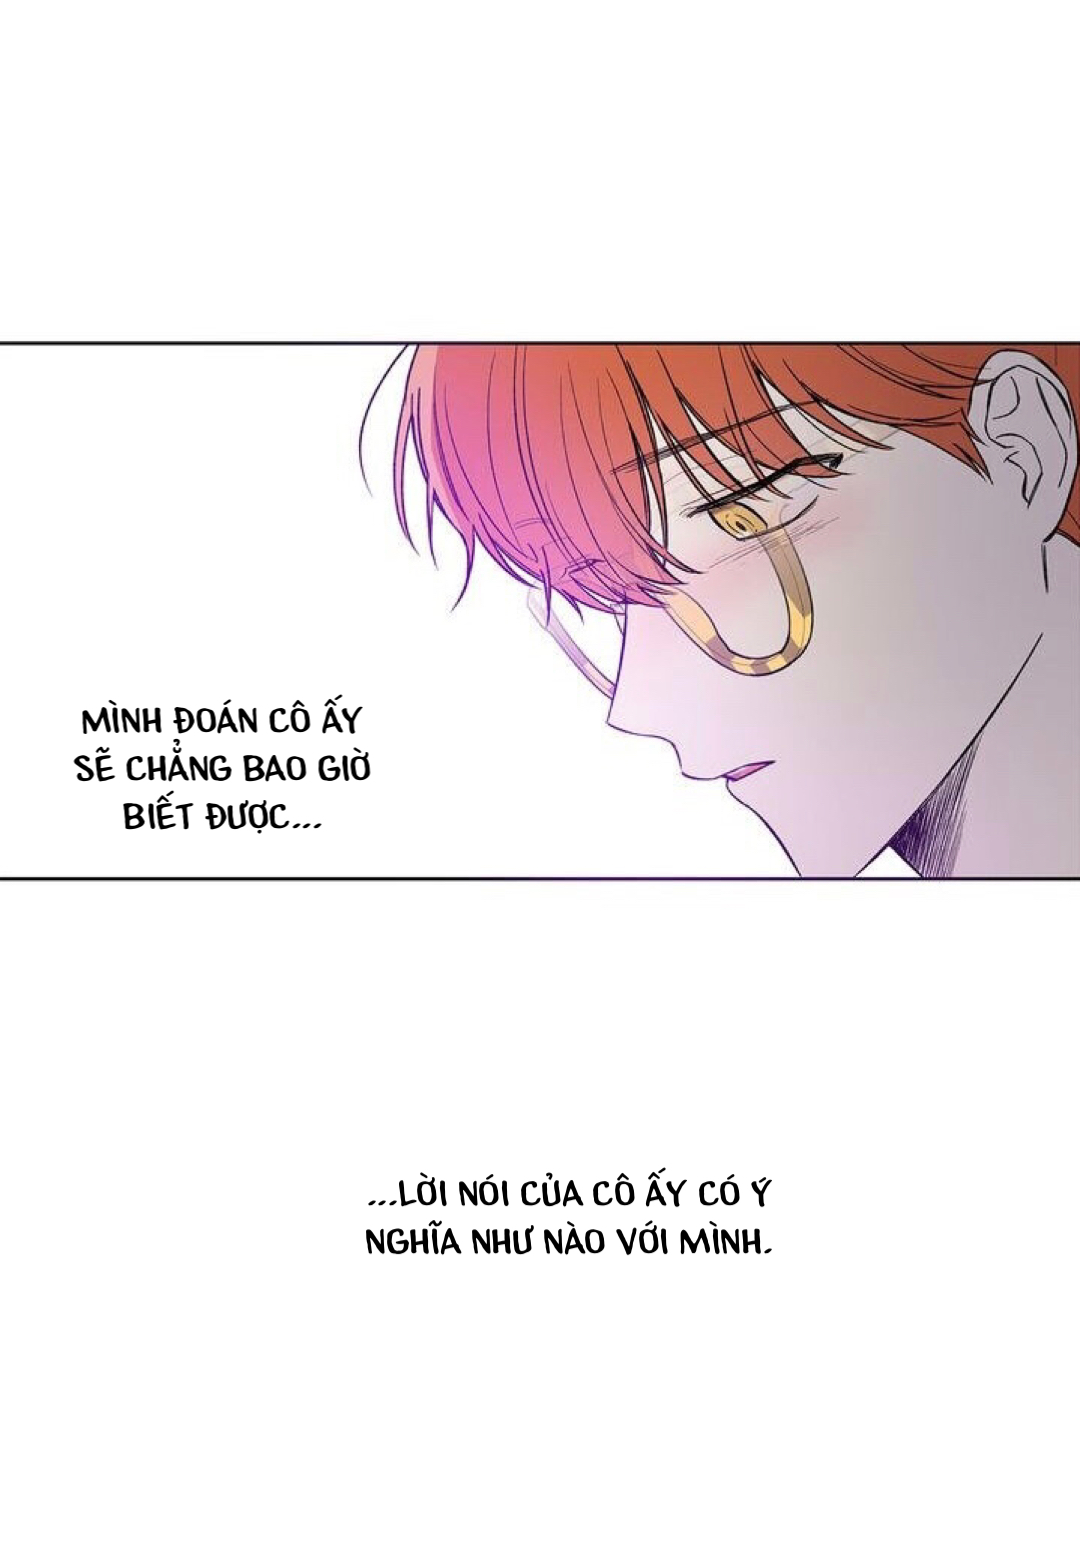 MÌNH ĐOÁN CÔ ẤY
SẼ CHẲNG BAO GIỜ
BIẾT ĐƯỢC...
...LỜI NÓI CỦA CÔ ẤY CÓ Ý
NGHĨA NHƯ NÀO VỚI MÌNH.